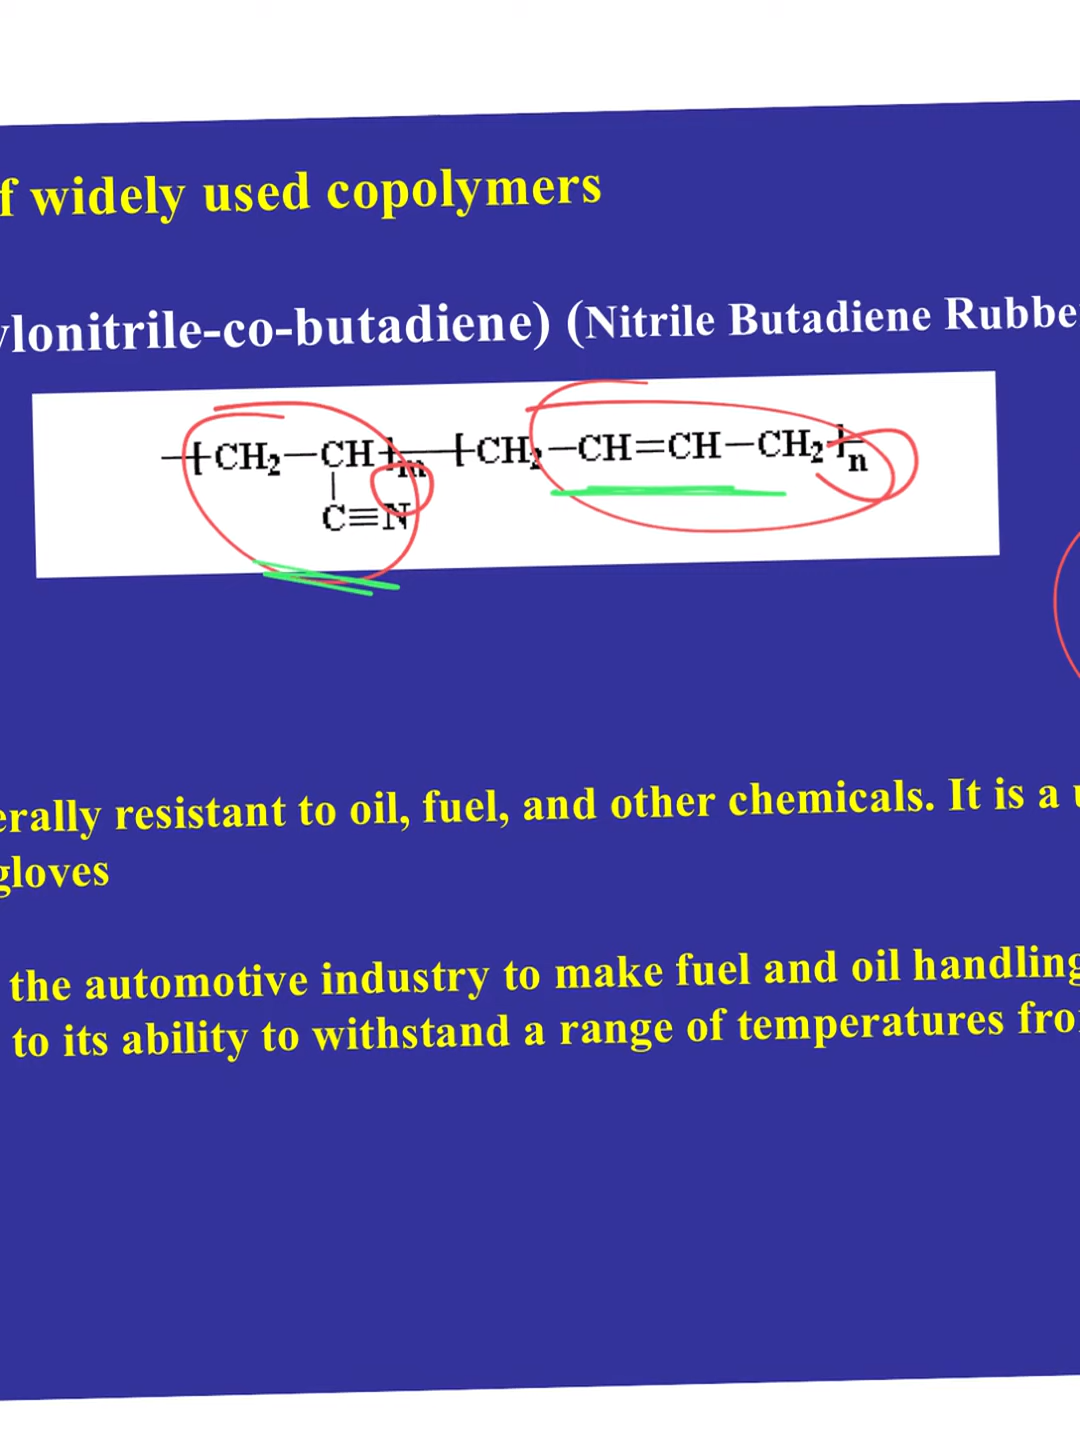 f widely used copolymers
ylonitrile-co-butadiene) (Nitrile Butadiene Rubbe
[CH₂—CH]m—[CH₂—CH=CH—CH₂]n
C≡N
erally resistant to oil, fuel, and other chemicals. It is a
gloves
the automotive industry to make fuel and oil handling
to its ability to withstand a range of temperatures fro